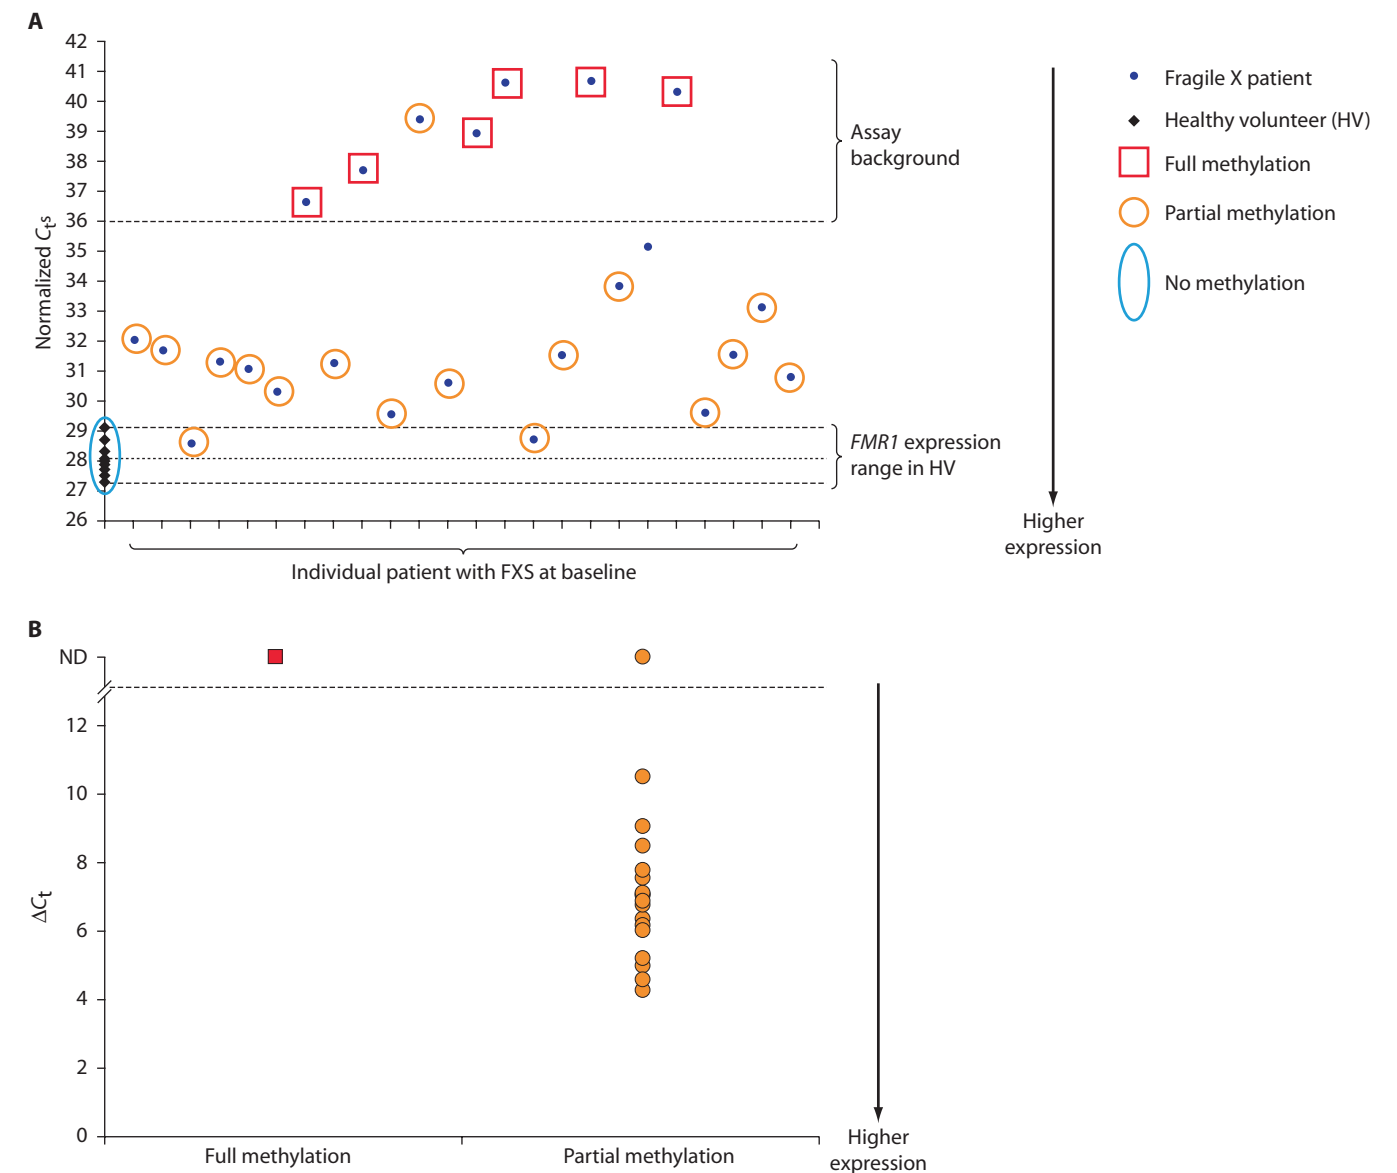 A
42
41
40
39
38
37
36
35
34
33
32
31
30
29
28
27
26
Normalized Cts
Assay
background
FMR1 expression
range in HV
Individual patient with FXS at baseline
Higher
expression
Fragile X patient
Healthy volunteer (HV)
Full methylation
Partial methylation
No methylation
B
ND
12
10
8
6
4
2
0
ΔCt
Full methylation
Partial methylation
Higher
expression